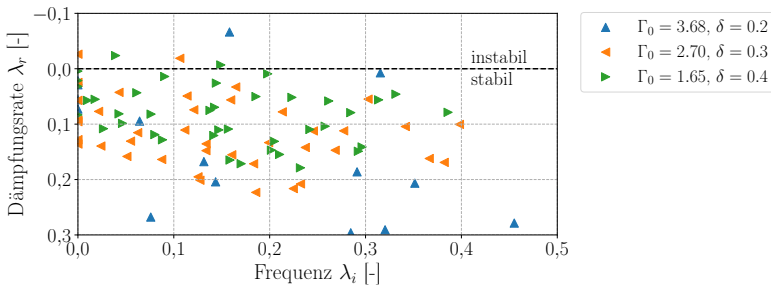 −0,1
0,0
0,1
0,2
0,3
Dämpfungsrate λᵣ [-]
instabil
stabil
0,0 0,1 0,2 0,3 0,4 0,5
Frequenz λᵢ [-]
Γ₀ = 3.68, δ = 0.2
Γ₀ = 2.70, δ = 0.3
Γ₀ = 1.65, δ = 0.4